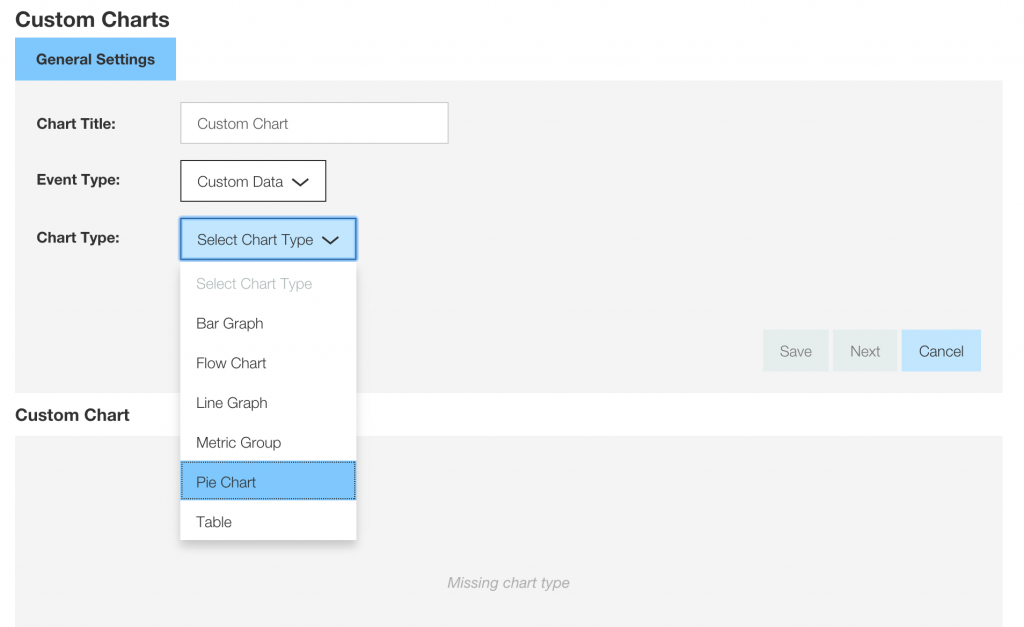 Custom Charts
General Settings
Chart Title:
Custom Chart
Event Type:
Custom Data
Chart Type:
Select Chart Type
Select Chart Type
Bar Graph
Flow Chart
Line Graph
Metric Group
Pie Chart
Table
Save
Next
Cancel
Custom Chart
Missing chart type